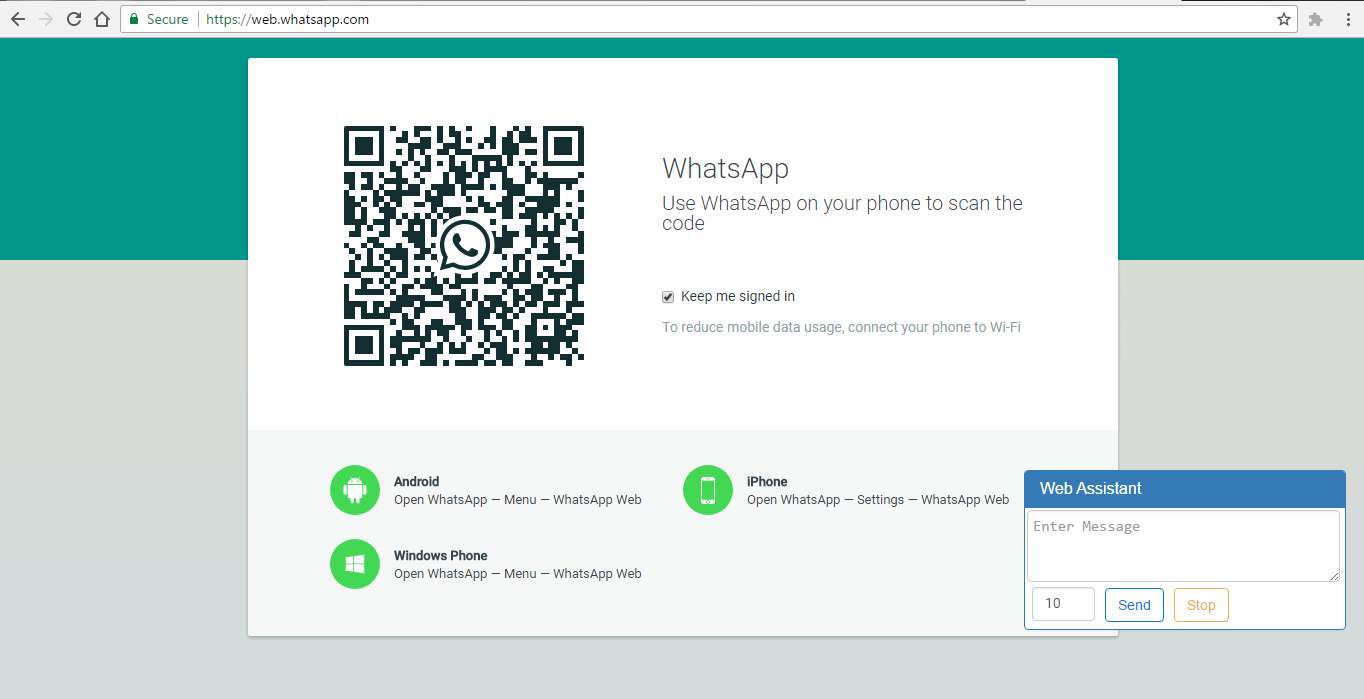 Secure https://web.whatsapp.com
WhatsApp
Use WhatsApp on your phone to scan the
code
Keep me signed in
To reduce mobile data usage, connect your phone to Wi-Fi
Android
Open WhatsApp — Menu — WhatsApp Web
iPhone
Open WhatsApp — Settings — WhatsApp Web
Windows Phone
Open WhatsApp — Menu — WhatsApp Web
Web Assistant
Enter Message
10 Send Stop